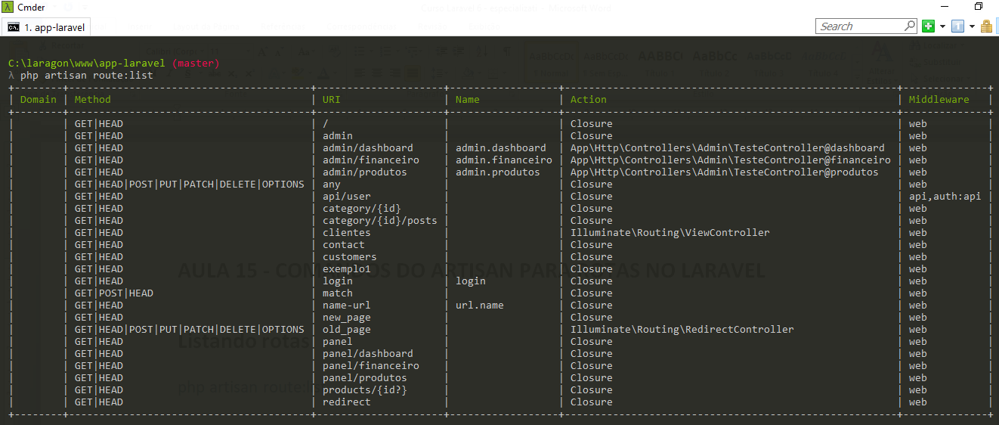 Cmder
1. app-laravel
Search
C:\laragon\www\app-laravel (master)
λ php artisan route:list
+--------+----------------------------------------+--------------------+------------------+-------------------------------------------------------+--------------+
| Domain | Method | URI | Name | Action | Middleware |
+--------+----------------------------------------+--------------------+------------------+-------------------------------------------------------+--------------+
| | GET|HEAD | / | | Closure | web |
| | GET|HEAD | admin | | Closure | web |
| | GET|HEAD | admin/dashboard | admin.dashboard | App\Http\Controllers\Admin\TesteController@dashboard | web |
| | GET|HEAD | admin/financeiro | admin.financeiro | App\Http\Controllers\Admin\TesteController@financeiro | web |
| | GET|HEAD | admin/produtos | admin.produtos | App\Http\Controllers\Admin\TesteController@produtos | web |
| | GET|HEAD|POST|PUT|PATCH|DELETE|OPTIONS | any | | Closure | web |
| | GET|HEAD | api/user | | Closure | api,auth:api |
| | GET|HEAD | category/{id} | | Closure | web |
| | GET|HEAD | category/{id}/posts | | Closure | web |
| | GET|HEAD | clientes | | Illuminate\Routing\ViewController | web |
| | GET|HEAD | contact | | Closure | web |
| | GET|HEAD | customers | | Closure | web |
| | GET|HEAD | exemplo1 | | Closure | web |
| | GET|HEAD | login | login | Closure | web |
| | GET|POST|HEAD | match | | Closure | web |
| | GET|HEAD | name-url | url.name | Closure | web |
| | GET|HEAD | new_page | | Closure | web |
| | GET|HEAD|POST|PUT|PATCH|DELETE|OPTIONS | old_page | | Illuminate\Routing\RedirectController | web |
| | GET|HEAD | panel | | Closure | web |
| | GET|HEAD | panel/dashboard | | Closure | web |
| | GET|HEAD | panel/financeiro | | Closure | web |
| | GET|HEAD | panel/produtos | | Closure | web |
| | GET|HEAD | products/{id?} | | Closure | web |
| | GET|HEAD | redirect | | Closure | web |
+--------+----------------------------------------+--------------------+------------------+-------------------------------------------------------+--------------+
AULA 15 - DO ARTISAN NO LARAVEL
Listando rotas
php artisan